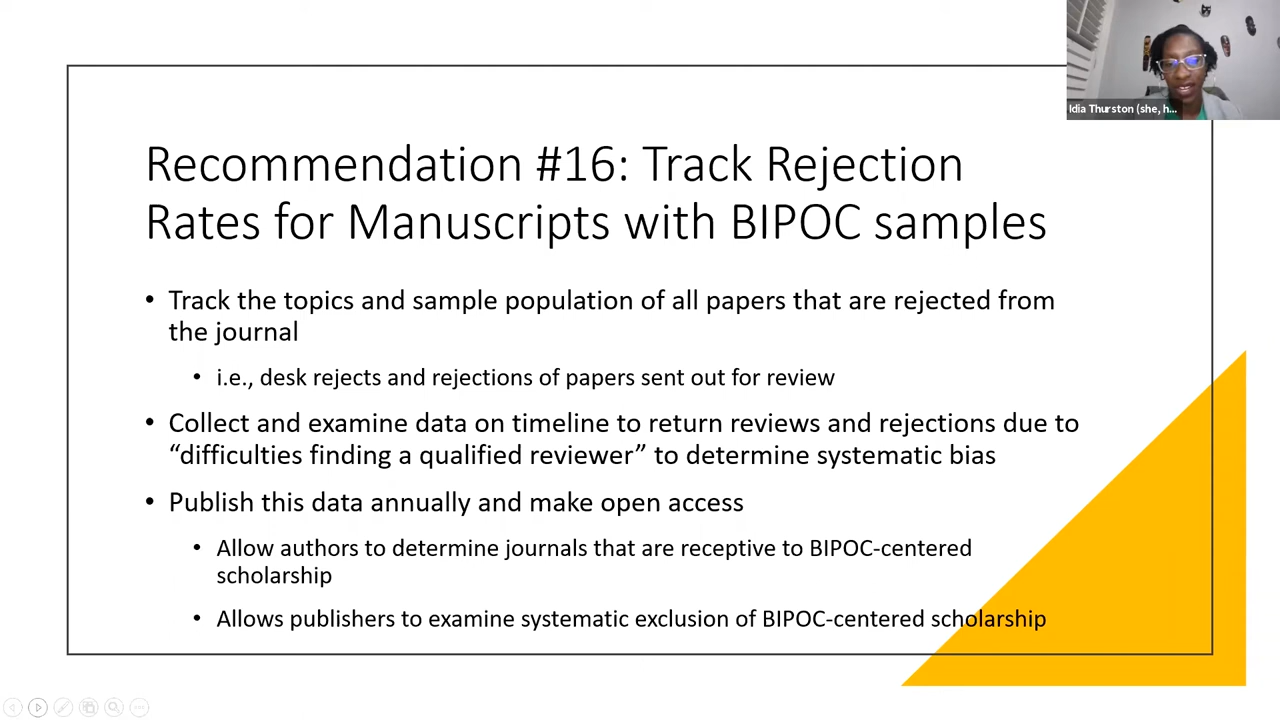 Idia Thurston (she, h...
Recommendation #16: Track Rejection
Rates for Manuscripts with BIPOC samples
• Track the topics and sample population of all papers that are rejected from
the journal
• i.e., desk rejects and rejections of papers sent out for review
• Collect and examine data on timeline to return reviews and rejections due to
“difficulties finding a qualified reviewer” to determine systematic bias
• Publish this data annually and make open access
• Allow authors to determine journals that are receptive to BIPOC-centered
scholarship
• Allows publishers to examine systematic exclusion of BIPOC-centered scholarship